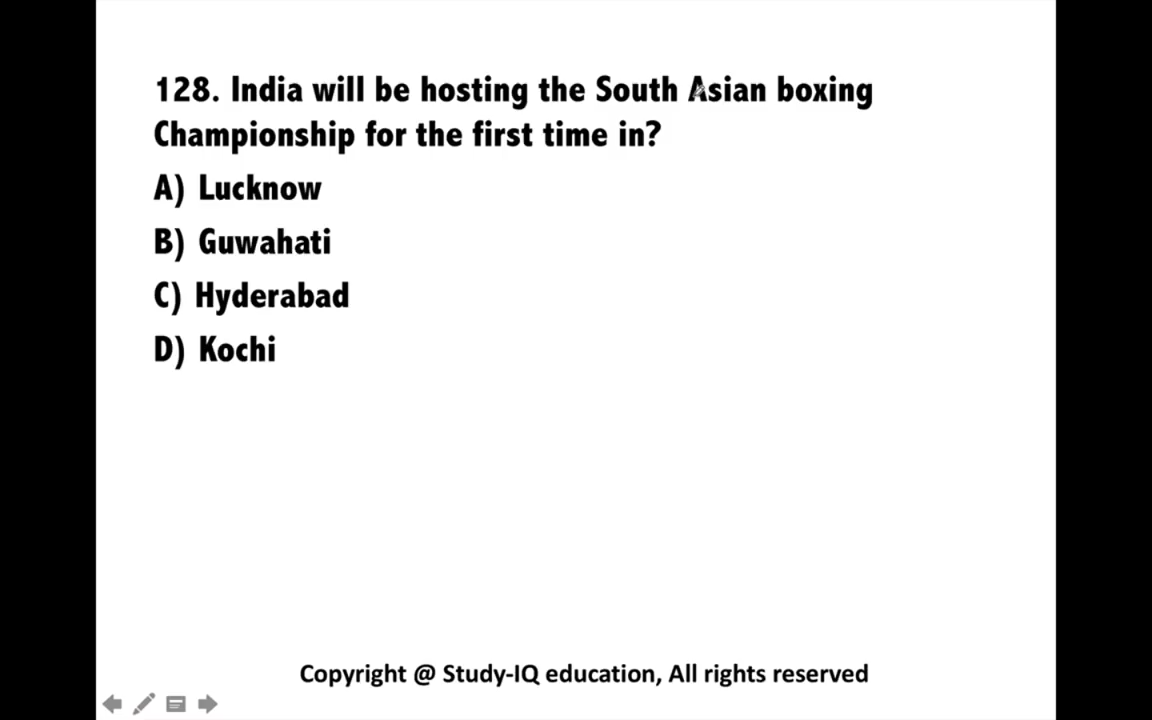 128. India will be hosting the South Asian boxing
Championship for the first time in?
A) Lucknow
B) Guwahati
C) Hyderabad
D) Kochi
Copyright @ Study-IQ education, All rights reserved